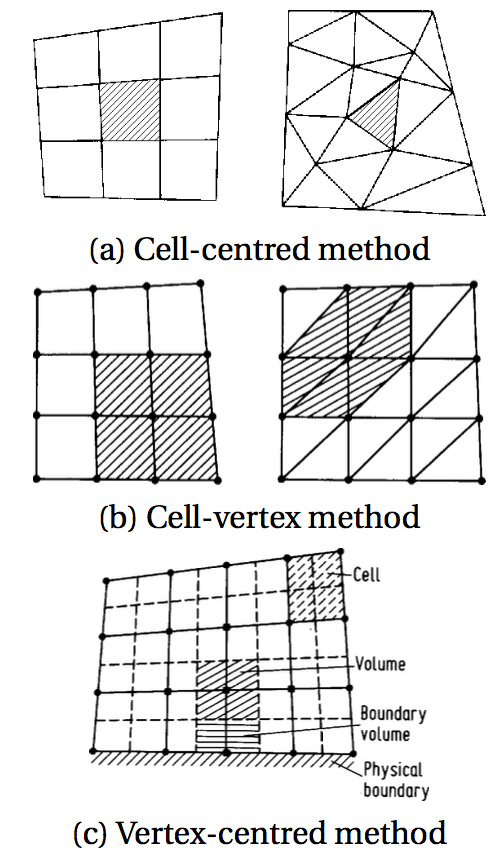 (a) Cell-centred method
(b) Cell-vertex method
Cell
Volume
Boundary
volume
Physical
boundary
(c) Vertex-centred method